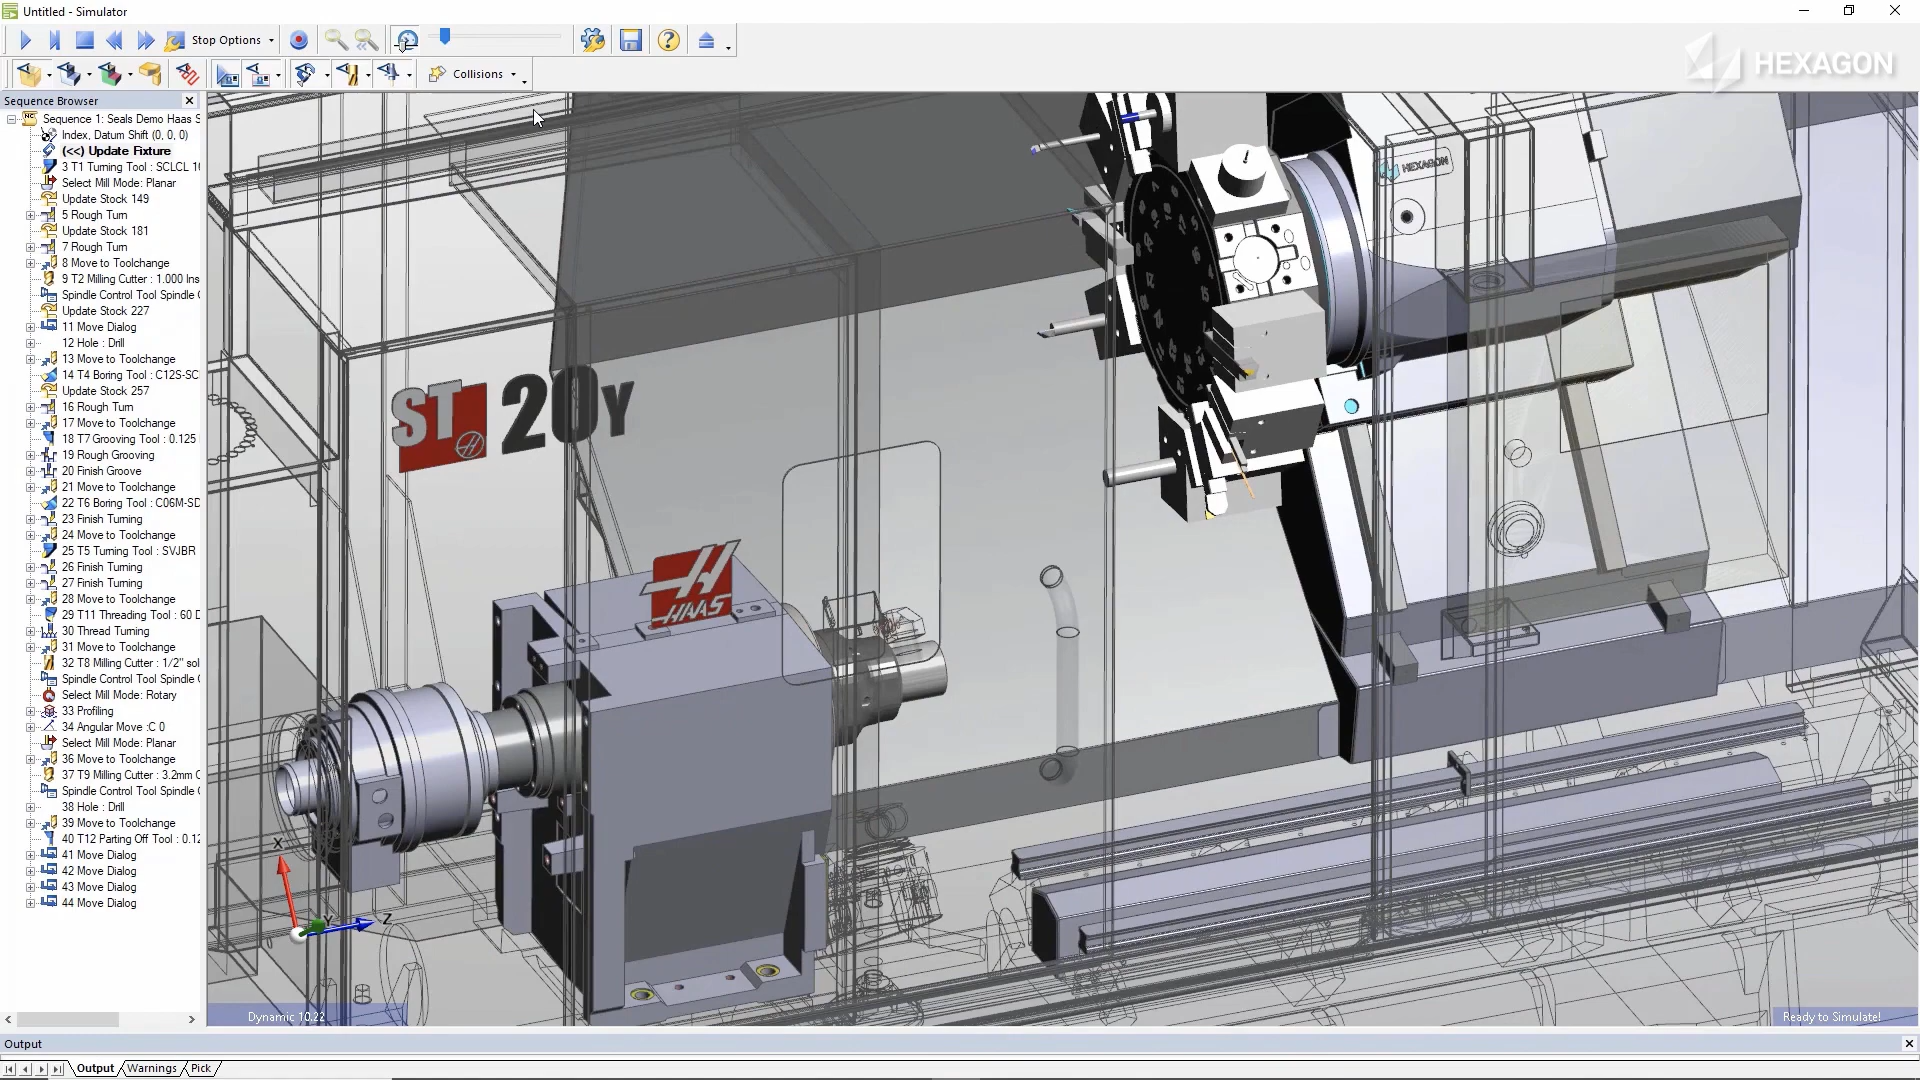 Untitled - Simulator
Stop Options
HEXAGON
Collisions
Sequence Browser
Sequence 1: Seals Demo Haas S
Index, Datum Shift (0, 0, 0)
(<<) Update Fixture
3 T1 Turning Tool : SCLCL 1
Select Mill Mode: Planar
Update Stock 149
5 Rough Turn
Update Stock 181
7 Rough Turn
8 Move to Toolchange
9 T2 Milling Cutter : 1.000 Ins
Spindle Control Tool Spindle
Update Stock 227
11 Move Dialog
12 Hole : Drill
13 Move to Toolchange
14 T4 Boring Tool : C12S-SC
Update Stock 257
16 Rough Turn
17 Move to Toolchange
18 T7 Grooving Tool : 0.125
19 Rough Grooving
20 Finish Groove
21 Move to Toolchange
22 T6 Boring Tool : C06M-SD
23 Finish Turning
24 Move to Toolchange
25 T5 Turning Tool : SVJBR
26 Finish Turning
27 Finish Turning
28 Move to Toolchange
29 T11 Threading Tool : 60 D
30 Thread Turning
31 Move to Toolchange
32 T8 Milling Cutter : 1/2" sol
Spindle Control Tool Spindle
Select Mill Mode: Rotary
33 Profiling
34 Angular Move :C 0
Select Mill Mode: Planar
36 Move to Toolchange
37 T9 Milling Cutter : 3.2mm
Spindle Control Tool Spindle
38 Hole : Drill
39 Move to Toolchange
40 T12 Parting Off Tool : 0.12
41 Move Dialog
42 Move Dialog
43 Move Dialog
44 Move Dialog
HEXAGON
ST 20Y
HAAS
X
Y
Z
Dynamic 10.22
Ready to Simulate!
Output
Output
Warnings
Pick